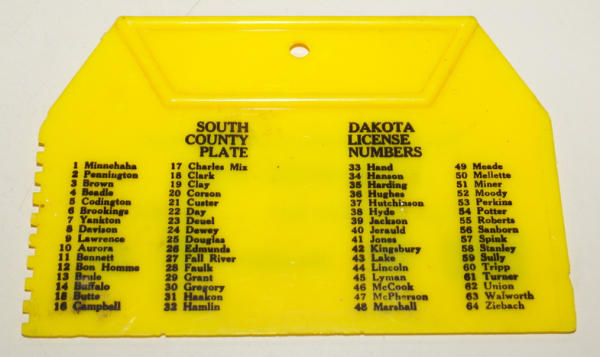 SOUTH DAKOTA
COUNTY LICENSE
PLATE NUMBERS
1 Minnehaha
2 Pennington
3 Brown
4 Beadle
5 Codington
6 Brookings
7 Yankton
8 Davison
9 Lawrence
10 Aurora
11 Bennett
12 Bon Homme
13 Brule
14 Buffalo
15 Butte
16 Campbell
17 Charles Mix
18 Clark
19 Clay
20 Corson
21 Custer
22 Day
23 Deuel
24 Dewey
25 Douglas
26 Edmunds
27 Fall River
28 Faulk
29 Grant
30 Gregory
31 Haakon
32 Hamlin
33 Hand
34 Hanson
35 Harding
36 Hughes
37 Hutchinson
38 Hyde
39 Jackson
40 Jerauld
41 Jones
42 Kingsbury
43 Lake
44 Lincoln
45 Lyman
46 McCook
47 McPherson
48 Marshall
49 Meade
50 Mellette
51 Miner
52 Moody
53 Perkins
54 Potter
55 Roberts
56 Sanborn
57 Spink
58 Stanley
59 Sully
60 Tripp
61 Turner
62 Union
63 Walworth
64 Ziebach